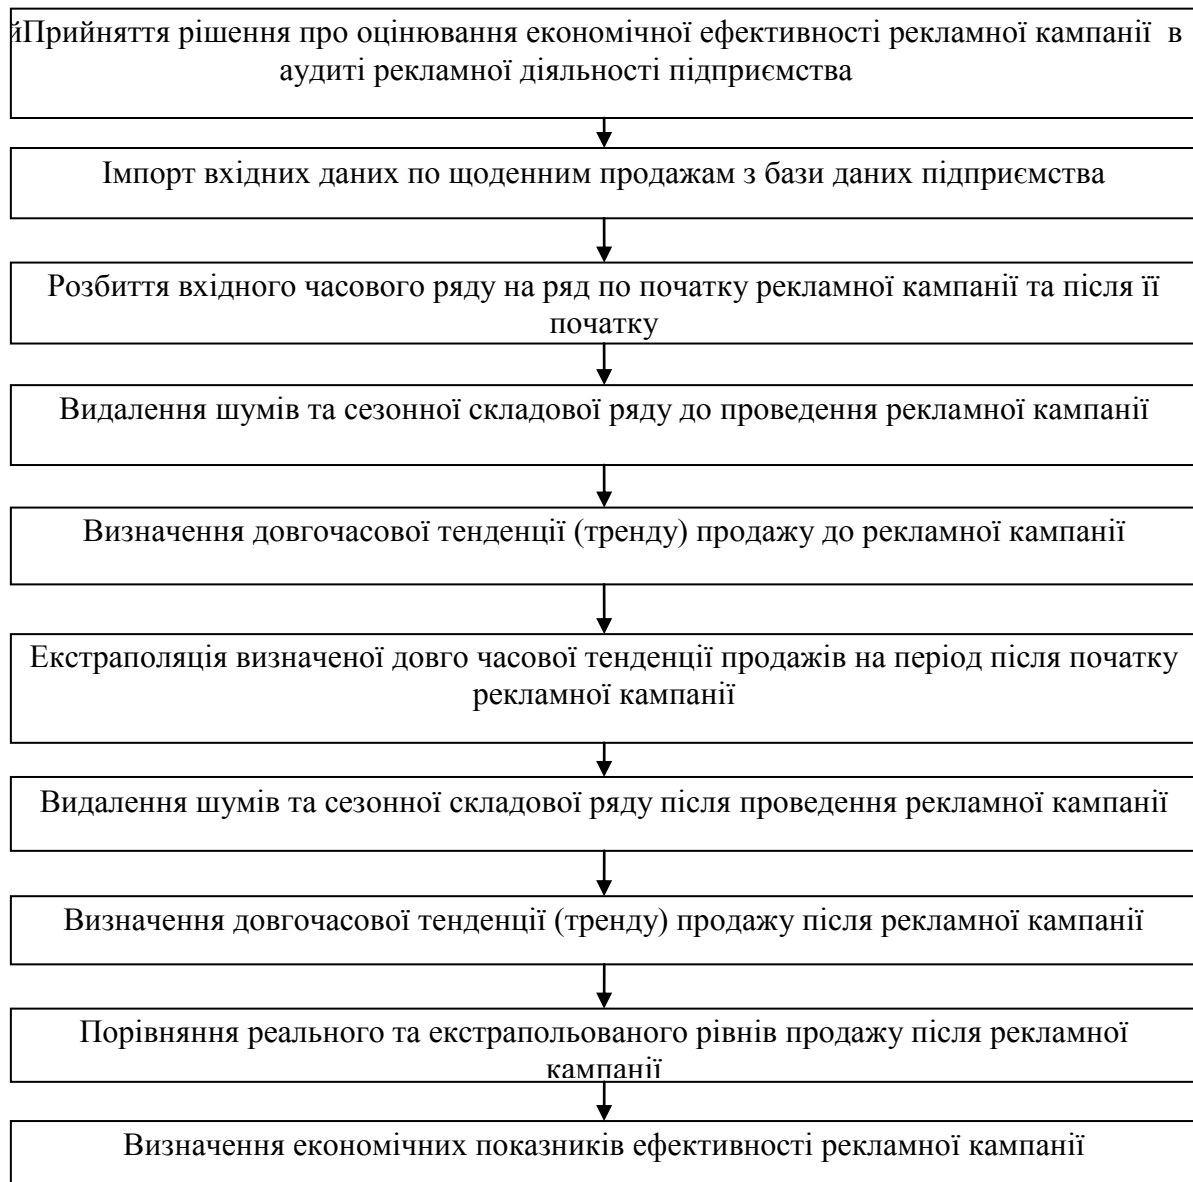 йПрийняття рішення про оцінювання економічної ефективності рекламної кампанії в
аудиті рекламної діяльності підприємства
Імпорт вхідних даних по щоденним продажам з бази даних підприємства
Розбиття вхідного часового ряду на ряд по початку рекламної кампанії та після її
початку
Видалення шумів та сезонної складової ряду до проведення рекламної кампанії
Визначення довгочасової тенденції (тренду) продажу до рекламної кампанії
Екстраполяція визначеної довго часової тенденції продажів на період після початку
рекламної кампанії
Видалення шумів та сезонної складової ряду після проведення рекламної кампанії
Визначення довгочасової тенденції (тренду) продажу після рекламної кампанії
Порівняння реального та екстрапольованого рівнів продажу після рекламної
кампанії
Визначення економічних показників ефективності рекламної кампанії